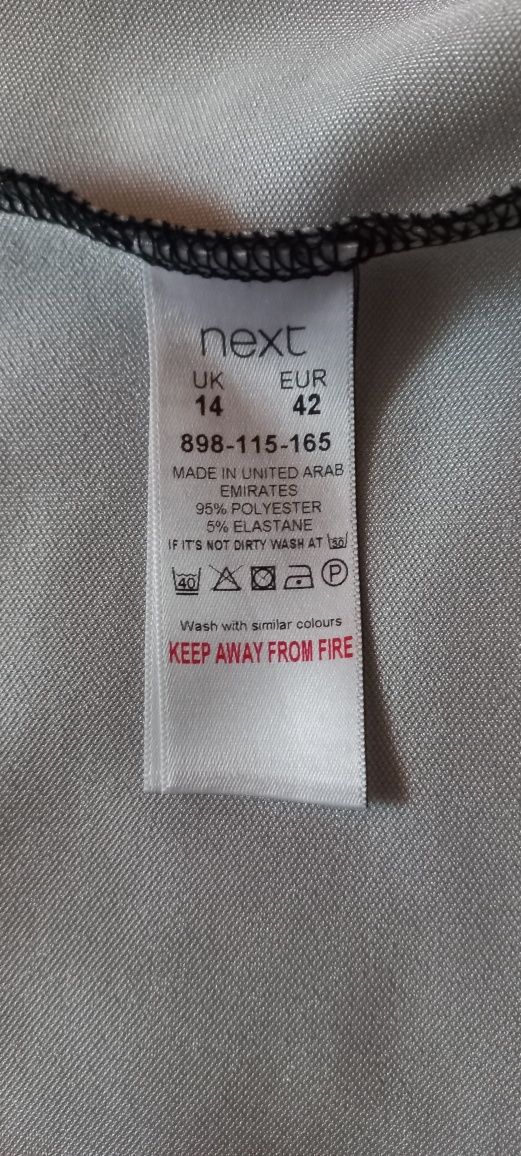 next
UK EUR
14 42
898-115-165
MADE IN UNITED ARAB
EMIRATES
95% POLYESTER
5% ELASTANE
IF IT'S NOT DIRTY WASH AT 30
40 P
Wash with similar colours
KEEP AWAY FROM FIRE